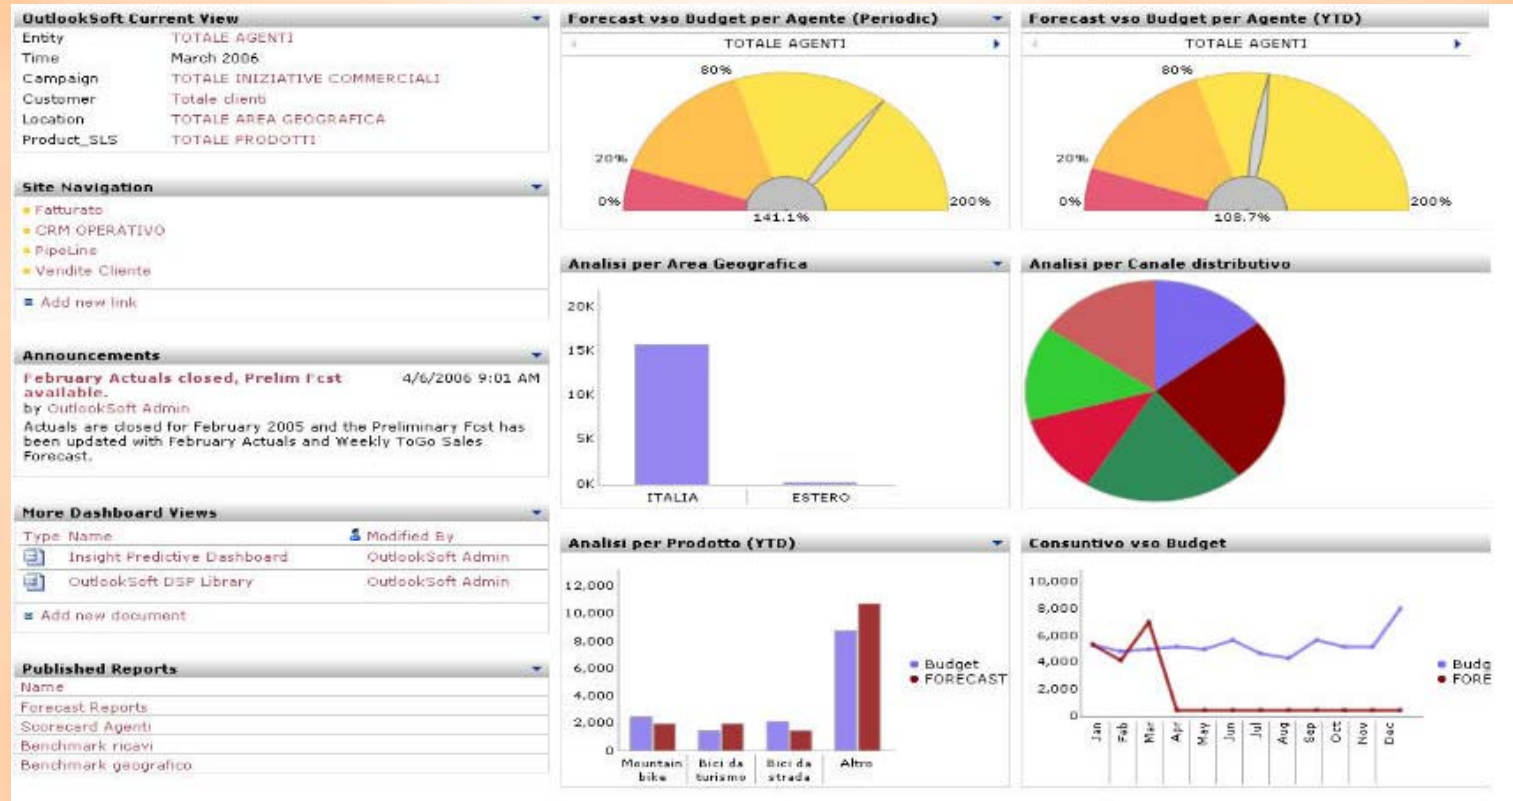 OutlookSoft Current View
Entity TOTALE AGENTI
Time March 2006
Campaign TOTALE INIZIATIVE COMMERCIALI
Customer Totale clienti
Location TOTALE AREA GEOGRAFICA
Product_SLS TOTALE PRODOTTI
Site Navigation
Fatturato
CRM OPERATIVO
PipeLine
Vendite Cliente
Add new link
Announcements
February Actuals closed, Prelim Fcst 4/6/2006 9:01 AM
available.
by OutlookSoft Admin
Actuals are closed for February 2005 and the Preliminary Fcst has
been updated with February Actuals and Weekly ToGo Sales
Forecast.
More Dashboard Views
Type Name Modified By
Insight Predictive Dashboard OutlookSoft Admin
OutlookSoft DSP Library OutlookSoft Admin
Add new document
Published Reports
Name
Forecast Reports
Scorecard Agenti
Benchmark ricavi
Benchmark geografico
Forecast vso Budget per Agente (Periodic)
TOTALE AGENTI
80%
20%
0% 200%
141.1%
Forecast vso Budget per Agente (YTD)
TOTALE AGENTI
80%
20%
0% 200%
108.7%
Analisi per Area Geografica
20K
15K
10K
5K
0K
ITALIA ESTERO
Analisi per Canale distributivo
Analisi per Prodotto (YTD)
12,000
10,000
8,000
6,000
4,000
2,000
0
Mountain bike Bici da turismo Bici da strada Altro
Budget
FORECAST
Consuntivo vso Budget
10,000
8,000
6,000
4,000
2,000
0
Jan Feb Mar Apr May Jun Jul Aug Sep Oct Nov Dec
Budg
FORE